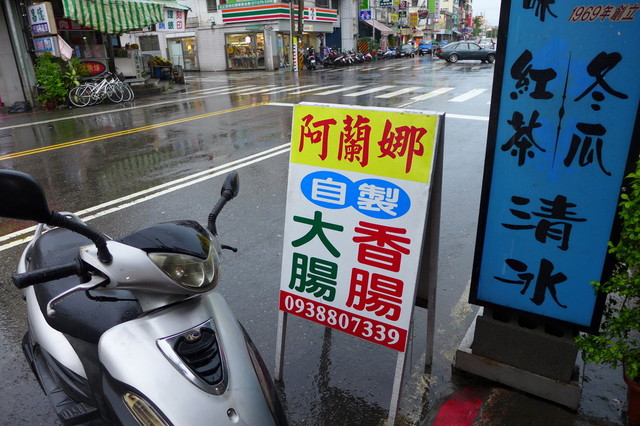 阿蘭娜
自製
香腸
大腸
0938807339
1969年創立
冬瓜
紅茶
清冰